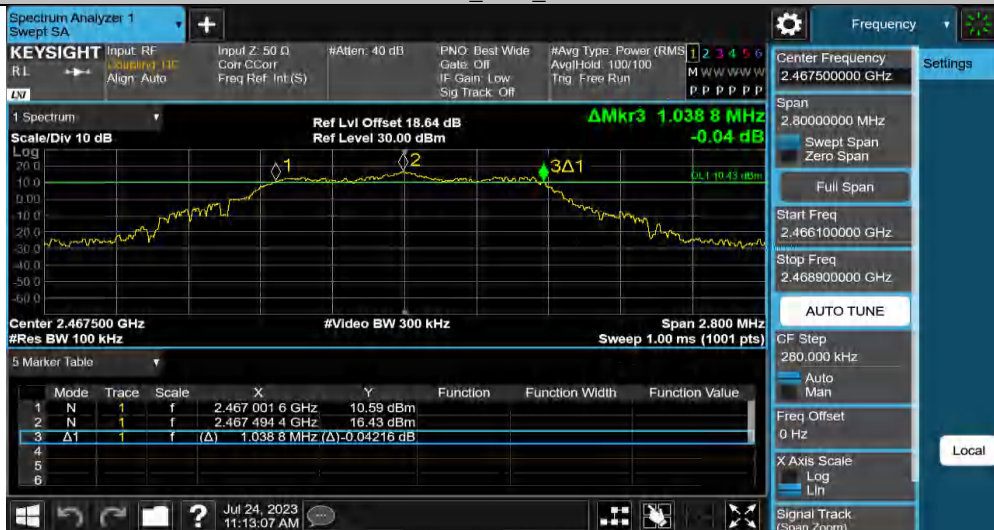 Spectrum Analyzer 1
Swept SA
+
Frequency
KEYSIGHT
RL
LXI
Input: RF
Coupling: DC
Align: Auto
Input Z: 50 Ω
Corr CCorr
Freq Ref: Int (S)
#Atten: 40 dB
PNO: Best Wide
Gate: Off
IF Gain: Low
Sig Track: Off
#Avg Type: Power (RMS
Avg|Hold: 100/100
Trig: Free Run
1 2 3 4 5 6
M W W W W W
P P P P P P
1 Spectrum
Scale/Div 10 dB
Ref Lvl Offset 18.64 dB
Ref Level 30.00 dBm
ΔMkr3 1.038 8 MHz
-0.04 dB
Log
20.0
10.0
0.00
-10.0
-20.0
-30.0
-40.0
-50.0
-60.0
1
2
3Δ1
DL1 10.43 dBm
Center 2.467500 GHz
#Res BW 100 kHz
#Video BW 300 kHz
Span 2.800 MHz
Sweep 1.00 ms (1001 pts)
5 Marker Table
Mode Trace Scale X Y Function Function Width Function Value
1 N 1 f 2.467 001 6 GHz 10.59 dBm
2 N 1 f 2.467 494 4 GHz 16.43 dBm
3 Δ1 1 f (Δ) 1.038 8 MHz (Δ) -0.04216 dB
4
5
6
?
Jul 24, 2023
11:13:07 AM
Center Frequency
2.467500000 GHz
Span
2.80000000 MHz
Swept Span
Zero Span
Full Span
Start Freq
2.466100000 GHz
Stop Freq
2.468900000 GHz
AUTO TUNE
CF Step
280.000 kHz
Auto
Man
Freq Offset
0 Hz
X Axis Scale
Log
Lin
Signal Track
(Span Zoom)
Settings
Local